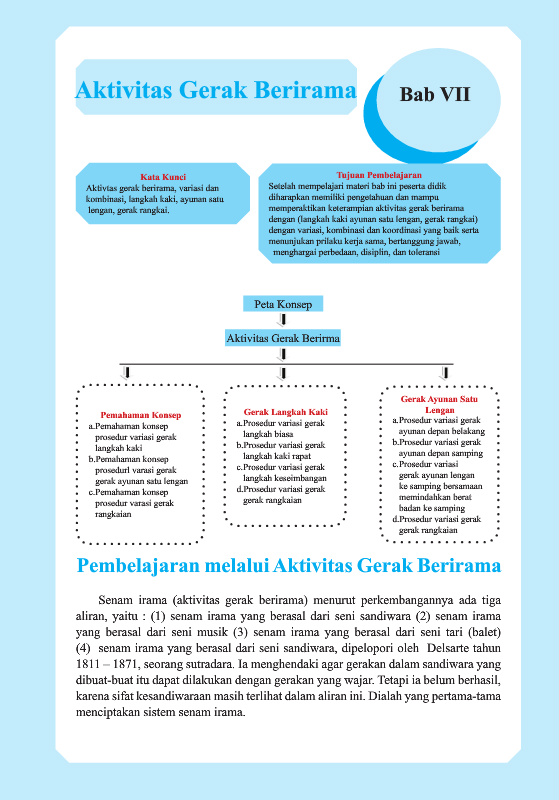 Aktivitas Gerak Berirama
Bab VII
Kata Kunci
Aktivtas gerak berirama, variasi dan
kombinasi, langkah kaki, ayunan satu
lengan, gerak rangkai.
Tujuan Pembelajaran
Setelah mempelajari materi bab ini peserta didik
diharapkan memiliki pengetahuan dan mampu
memperaktikan keterampian aktivitas gerak berirama
dengan (langkah kaki ayunan satu lengan, gerak rangkai)
dengan variasi, kombinasi dan koordinasi yang baik serta
menunjukan prilaku kerja sama, bertanggung jawab,
menghargai perbedaan, disiplin, dan toleransi
Peta Konsep
Aktivitas Gerak Berirma
Pemahaman Konsep
a.Pemahaman konsep
prosedur variasi gerak
langkah kaki
b.Pemahaman konsep
prosedurl varasi gerak
gerak ayunan satu lengan
c.Pemahaman konsep
prosedur varasi gerak
rangkaian
Gerak Langkah Kaki
a.Prosedur variasi gerak
langkah biasa
b.Prosedur variasi gerak
langkah kaki rapat
c.Prosedur variasi gerak
langkah keseimbangan
d.Prosedur variasi gerak
gerak rangkaian
Gerak Ayunan Satu
Lengan
a.Prosedur variasi gerak
ayunan depan belakang
b.Prosedur variasi gerak
ayunan depan samping
c.Prosedur variasi
gerak ayunan lengan
ke samping bersamaan
memindahkan berat
badan ke samping
d.Prosedur variasi gerak
gerak rangkaian
Pembelajaran melalui Aktivitas Gerak Berirama
Senam irama (aktivitas gerak berirama) menurut perkembangannya ada tiga
aliran, yaitu : (1) senam irama yang berasal dari seni sandiwara (2) senam irama
yang berasal dari seni musik (3) senam irama yang berasal dari seni tari (balet)
(4) senam irama yang berasal dari seni sandiwara, dipelopori oleh Delsarte tahun
1811 – 1871, seorang sutradara. Ia menghendaki agar gerakan dalam sandiwara yang
dibuat-buat itu dapat dilakukan dengan gerakan yang wajar. Tetapi ia belum berhasil,
karena sifat kesandiwaraan masih terlihat dalam aliran ini. Dialah yang pertama-tama
menciptakan sistem senam irama.